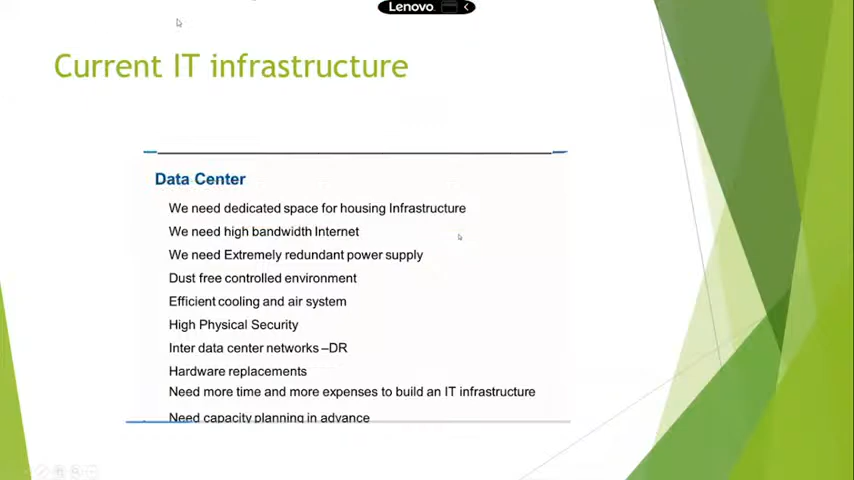 Lenovo.
Current IT infrastructure
Data Center
We need dedicated space for housing Infrastructure
We need high bandwidth Internet
We need Extremely redundant power supply
Dust free controlled environment
Efficient cooling and air system
High Physical Security
Inter data center networks –DR
Hardware replacements
Need more time and more expenses to build an IT infrastructure
Need capacity planning in advance